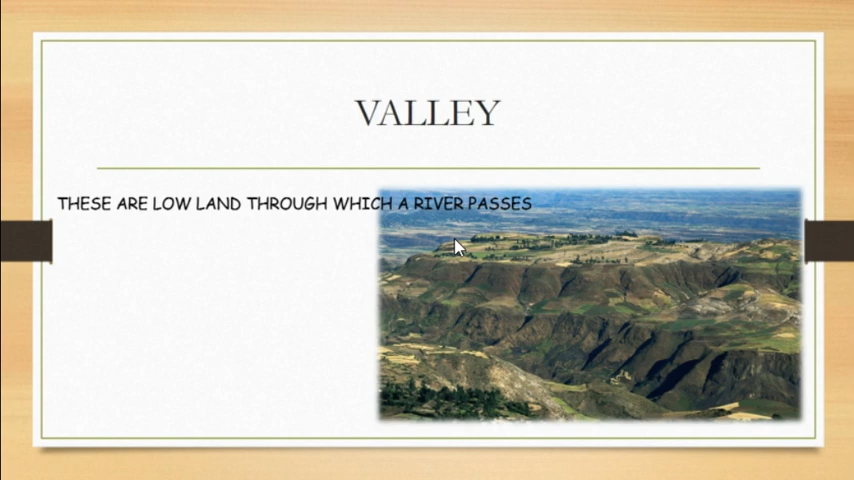 VALLEY
THESE ARE LOW LAND THROUGH WHICH A RIVER PASSES